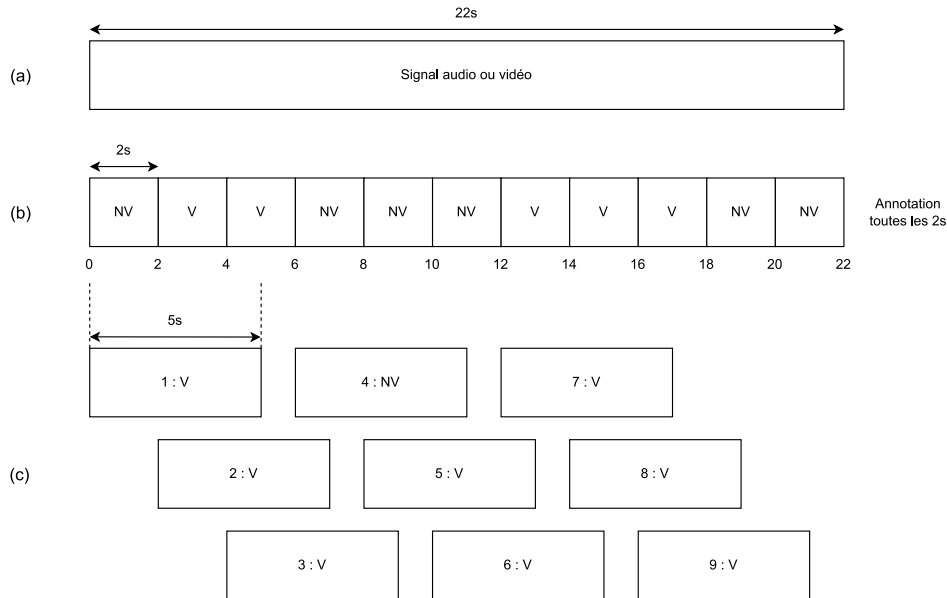 22s
(a)
Signal audio ou vidéo
2s
(b)
NV V V NV NV NV V V V NV NV
Annotation
toutes les 2s
0 2 4 6 8 10 12 14 16 18 20 22
5s
1 : V 4 : NV 7 : V
(c)
2 : V 5 : V 8 : V
3 : V 6 : V 9 : V